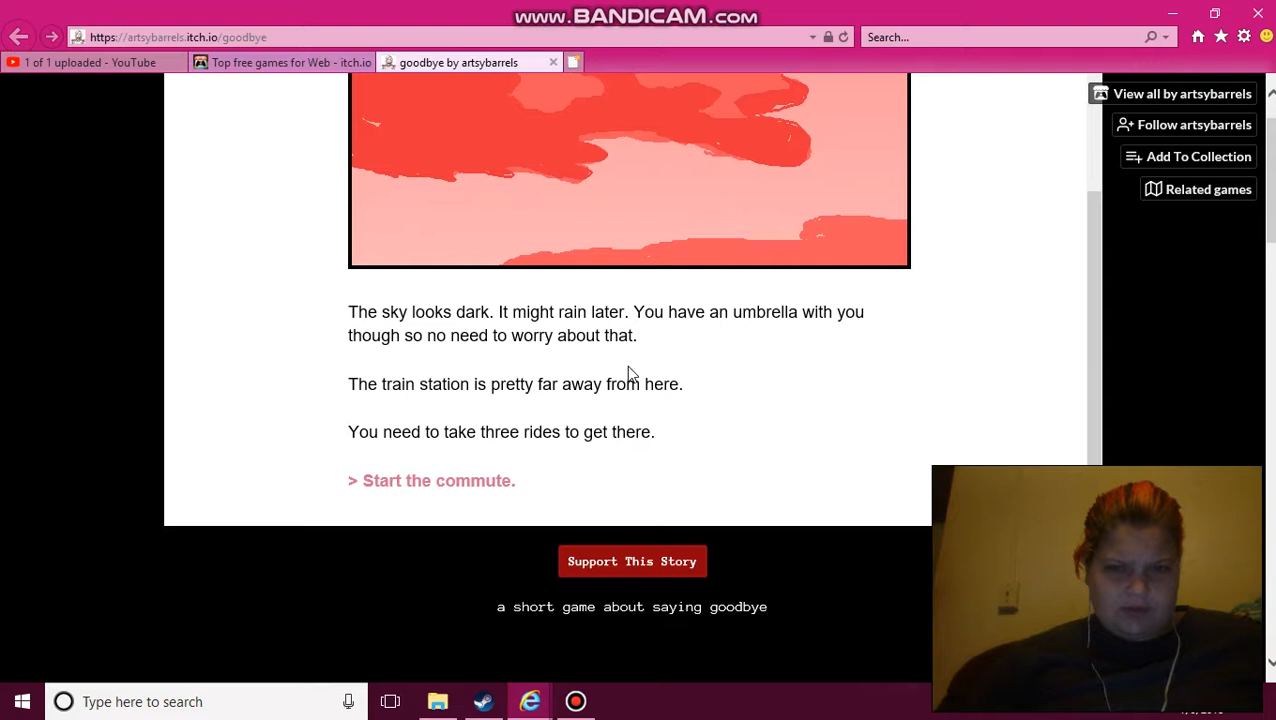 WWW.BANDICAM.COM
https://artsybarrels.itch.io/goodbye
Search...
1 of 1 uploaded - YouTube
Top free games for Web - itch.io
goodbye by artsybarrels
View all by artsybarrels
Follow artsybarrels
Add To Collection
Related games
The sky looks dark. It might rain later. You have an umbrella with you
though so no need to worry about that.
The train station is pretty far away from here.
You need to take three rides to get there.
> Start the commute.
Support This Story
a short game about saying goodbye
Type here to search